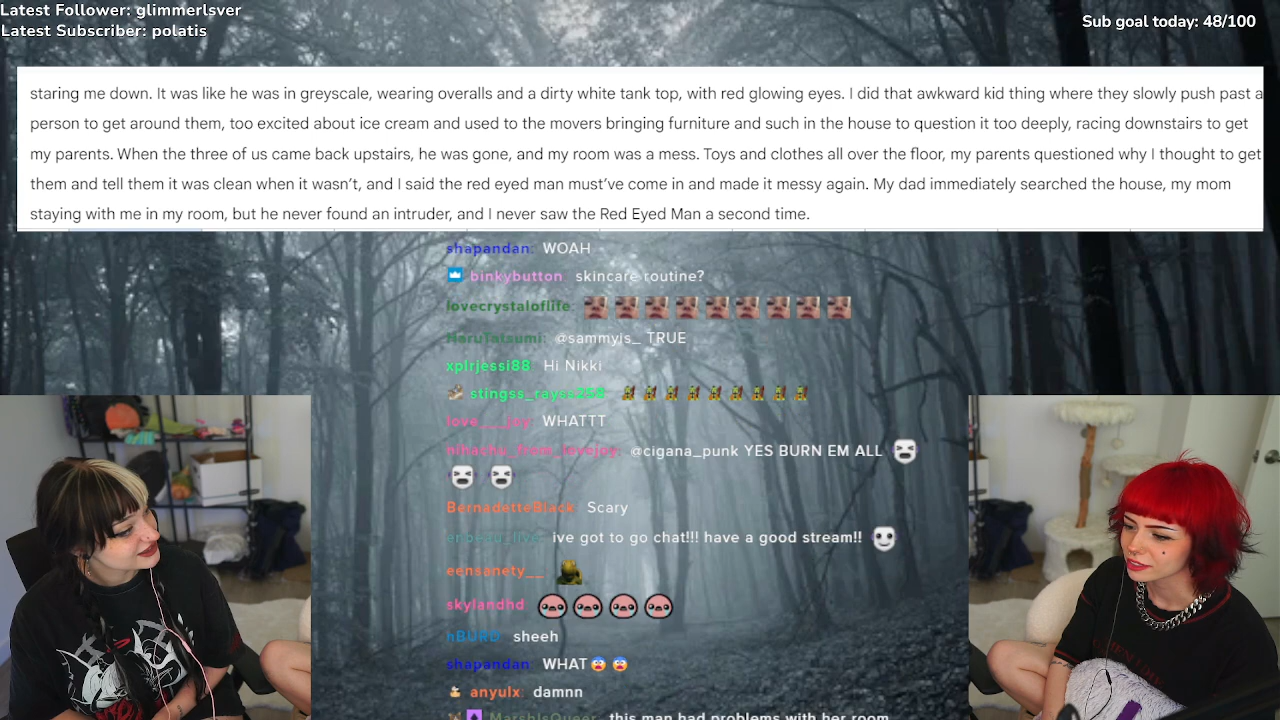 Latest Follower: glimmerlsver
Latest Subscriber: polatis
Sub goal today: 48/100
staring me down. It was like he was in greyscale, wearing overalls and a dirty white tank top, with red glowing eyes. I did that awkward kid thing where they slowly push past a
person to get around them, too excited about ice cream and used to the movers bringing furniture and such in the house to question it too deeply, racing downstairs to get
my parents. When the three of us came back upstairs, he was gone, and my room was a mess. Toys and clothes all over the floor, my parents questioned why I thought to get
them and tell them it was clean when it wasn't, and I said the red eyed man must've come in and made it messy again. My dad immediately searched the house, my mom
staying with me in my room, but he never found an intruder, and I never saw the Red Eyed Man a second time.
shapandan: WOAH
binkybutton: skincare routine?
lovecrystaloflife:
HaruTatsumi: @sammyls_ TRUE
xplrjessi88: Hi Nikki
stingss_rayss258:
love___joy: WHATTT
@cigana_punk YES BURN EM ALL
BernadetteBlack: Scary
ive got to go chat!!! have a good stream!!
eensanety__:
skylandhd:
nBURD: sheeh
shapandan: WHAT😨 😨
anyulx: damnn
MarshIsQueer: this man had problems with her room